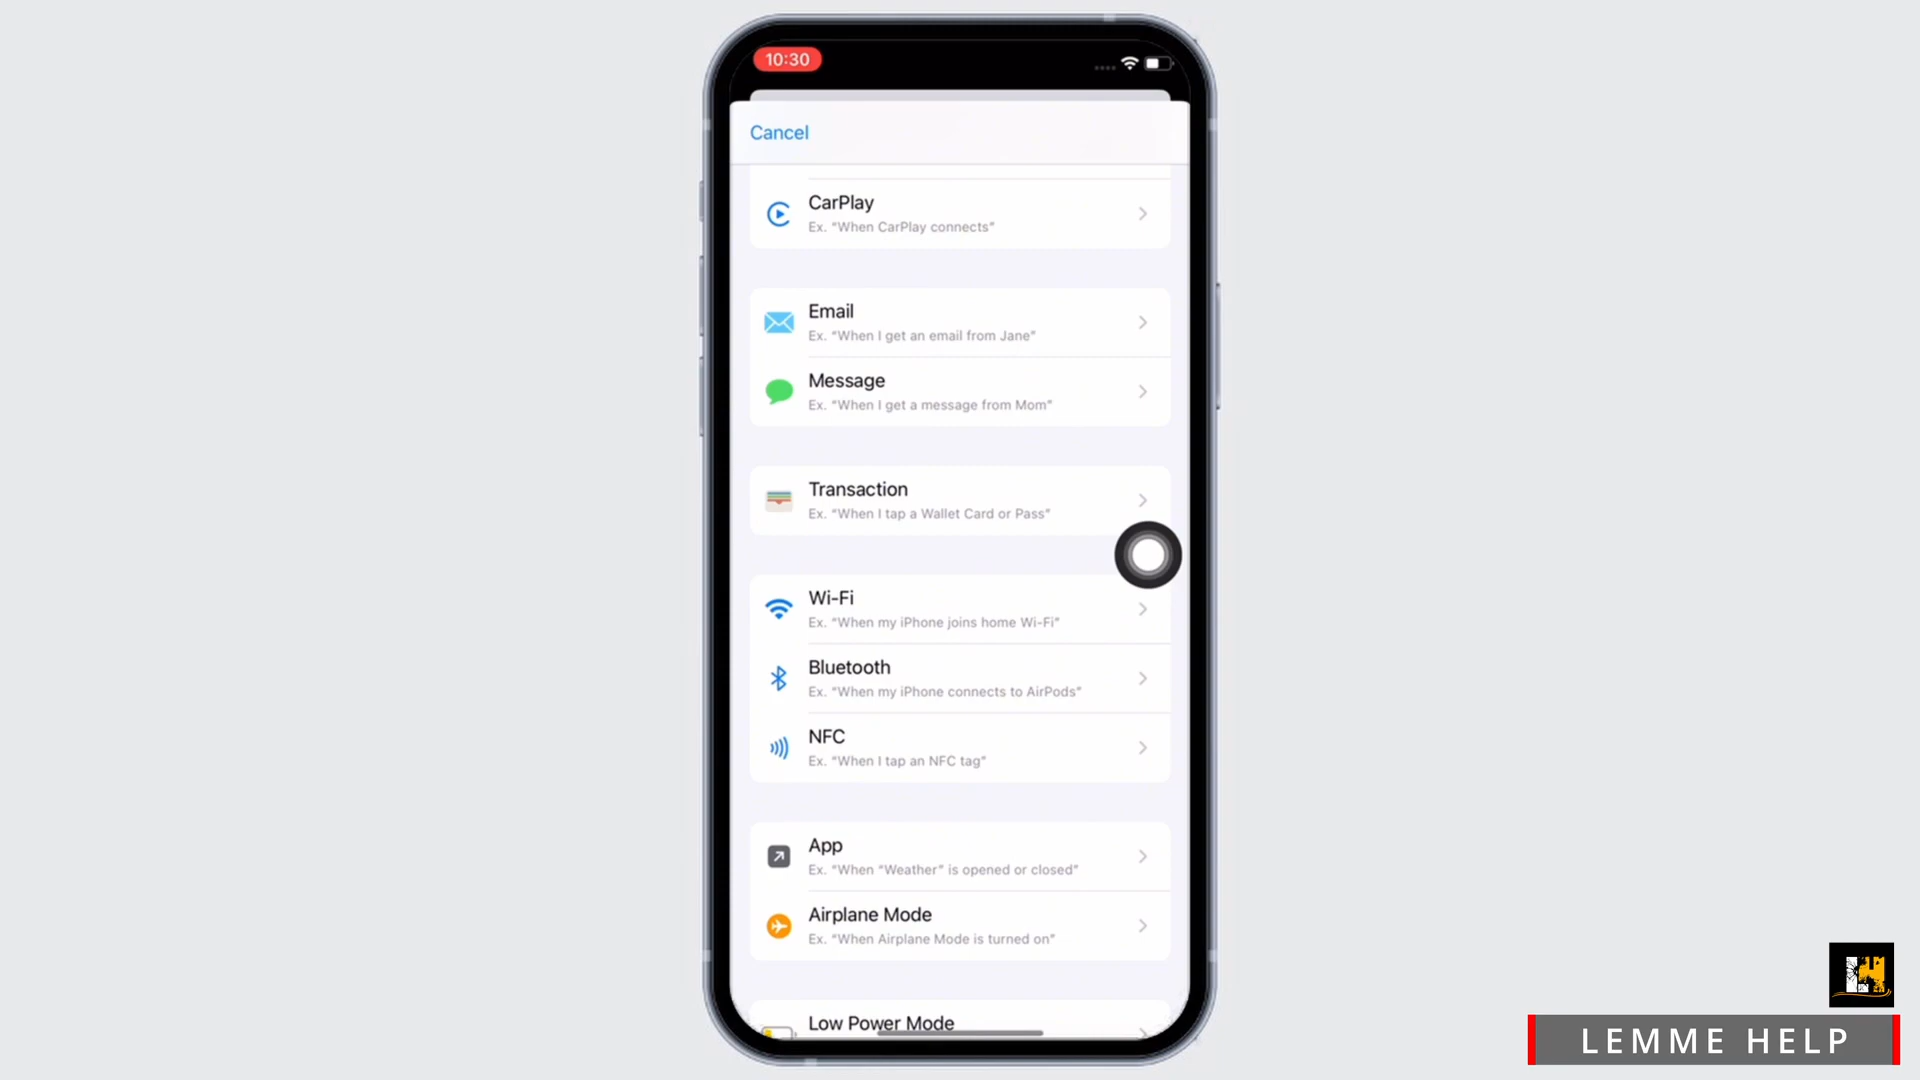 10:30
Cancel
CarPlay
Ex. "When CarPlay connects"
Email
Ex. "When I get an email from Jane"
Message
Ex. "When I get a message from Mom"
Transaction
Ex. "When I tap a Wallet Card or Pass"
Wi-Fi
Ex. "When my iPhone joins home Wi-Fi"
Bluetooth
Ex. "When my iPhone connects to AirPods"
NFC
Ex. "When I tap an NFC tag"
App
Ex. "When "Weather" is opened or closed"
Airplane Mode
Ex. "When Airplane Mode is turned on"
Low Power Mode
LEMME HELP